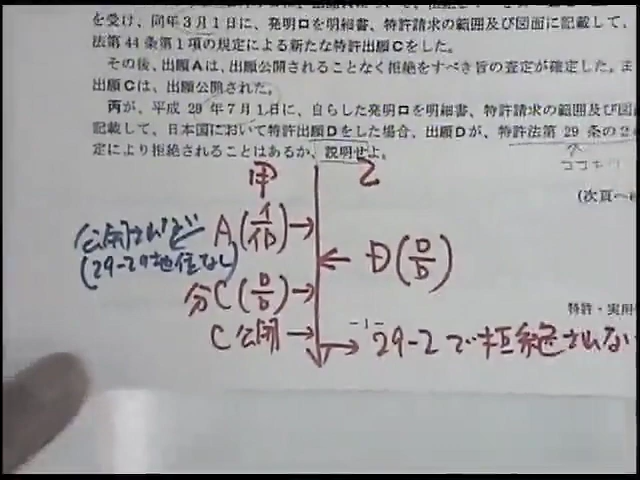 を受け、同年3月1日に、発明ロを明細書、特許請求の範囲及び図面に記載して、
法第44条第1項の規定による新たな特許出願Cをした。
その後、出願Aは、出願公開されることなく拒絶をすべき旨の査定が確定した。ま
出願Cは、出願公開された。
丙が、平成29年7月1日に、自らした発明ロを明細書、特許請求の範囲及び図
記載して、日本国において特許出願Dをした場合、出願Dが、特許法第29条の2
定により拒絶されることはあるか、説明せよ。
ココキリ
(次頁へ
甲 乙
公開されど A(イ/イロ)→
(29-2の地位なし)
← D(ロ/ロ)
分C(ロ/ロ)→
特許・実用
C公開→
→ 29-2で拒絶されない